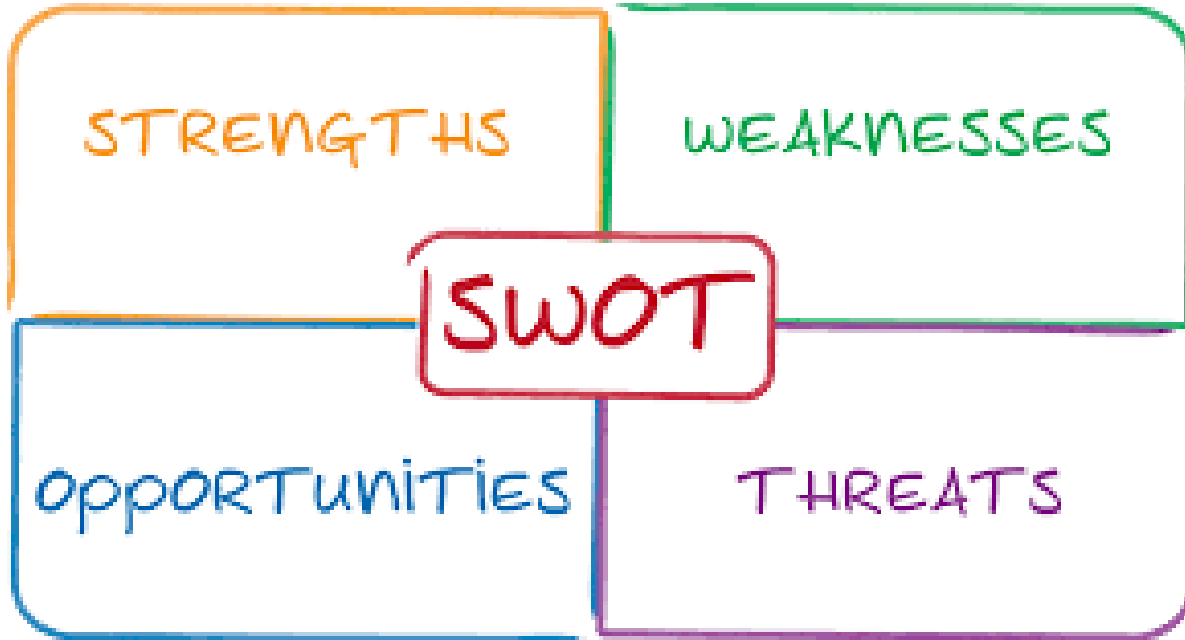 STRENGTHS
WEAKNESSES
SWOT
OPPORTUNITIES
THREATS